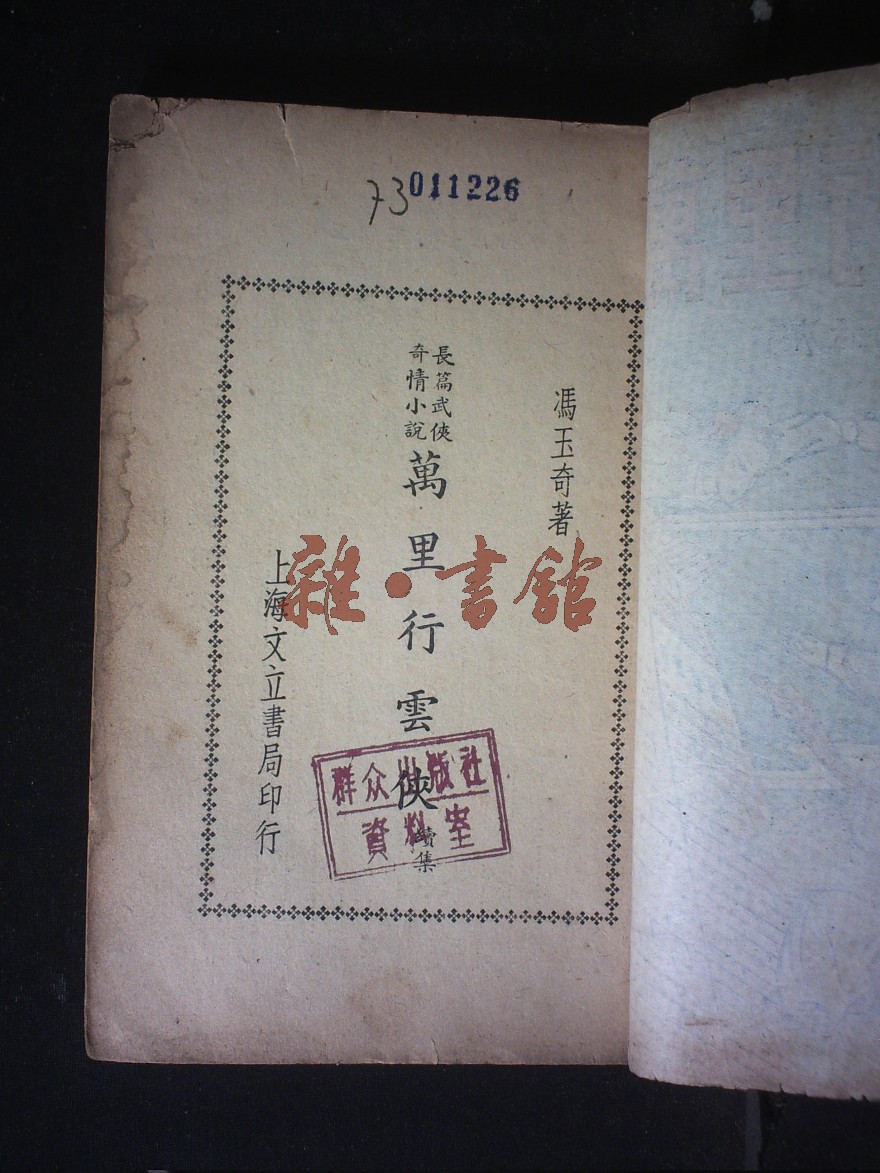 73 011226
馮玉奇著
長篇武俠
奇情小說
萬里行雲俠
續集
上海文立書局印行
群众出版社
資料室
雜·書館